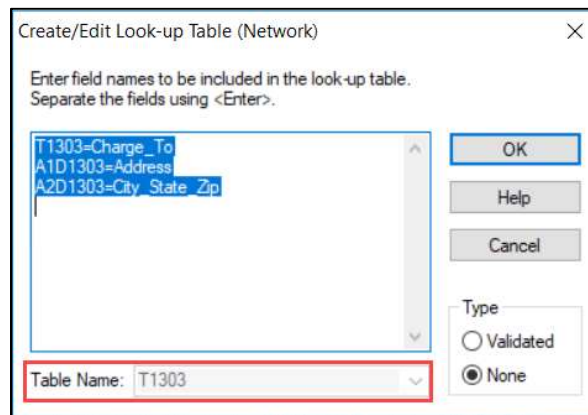 Create/Edit Look-up Table (Network)
Enter field names to be included in the look-up table.
Separate the fields using <Enter>.
T1303=Charge_To
A1D1303=Address
A2D1303=City_State_Zip
OK
Help
Cancel
Type
Validated
None
Table Name: T1303